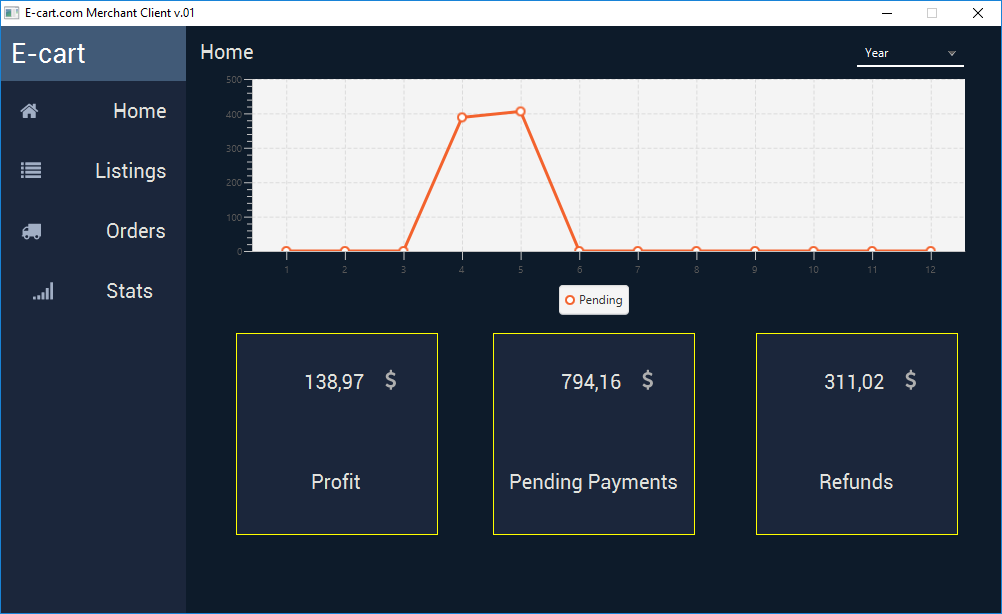 E-cart.com Merchant Client v.01
E-cart
Home
Listings
Orders
Stats
Home
Year
500
400
300
200
100
0
1 2 3 4 5 6 7 8 9 10 11 12
Pending
138,97 $
Profit
794,16 $
Pending Payments
311,02 $
Refunds